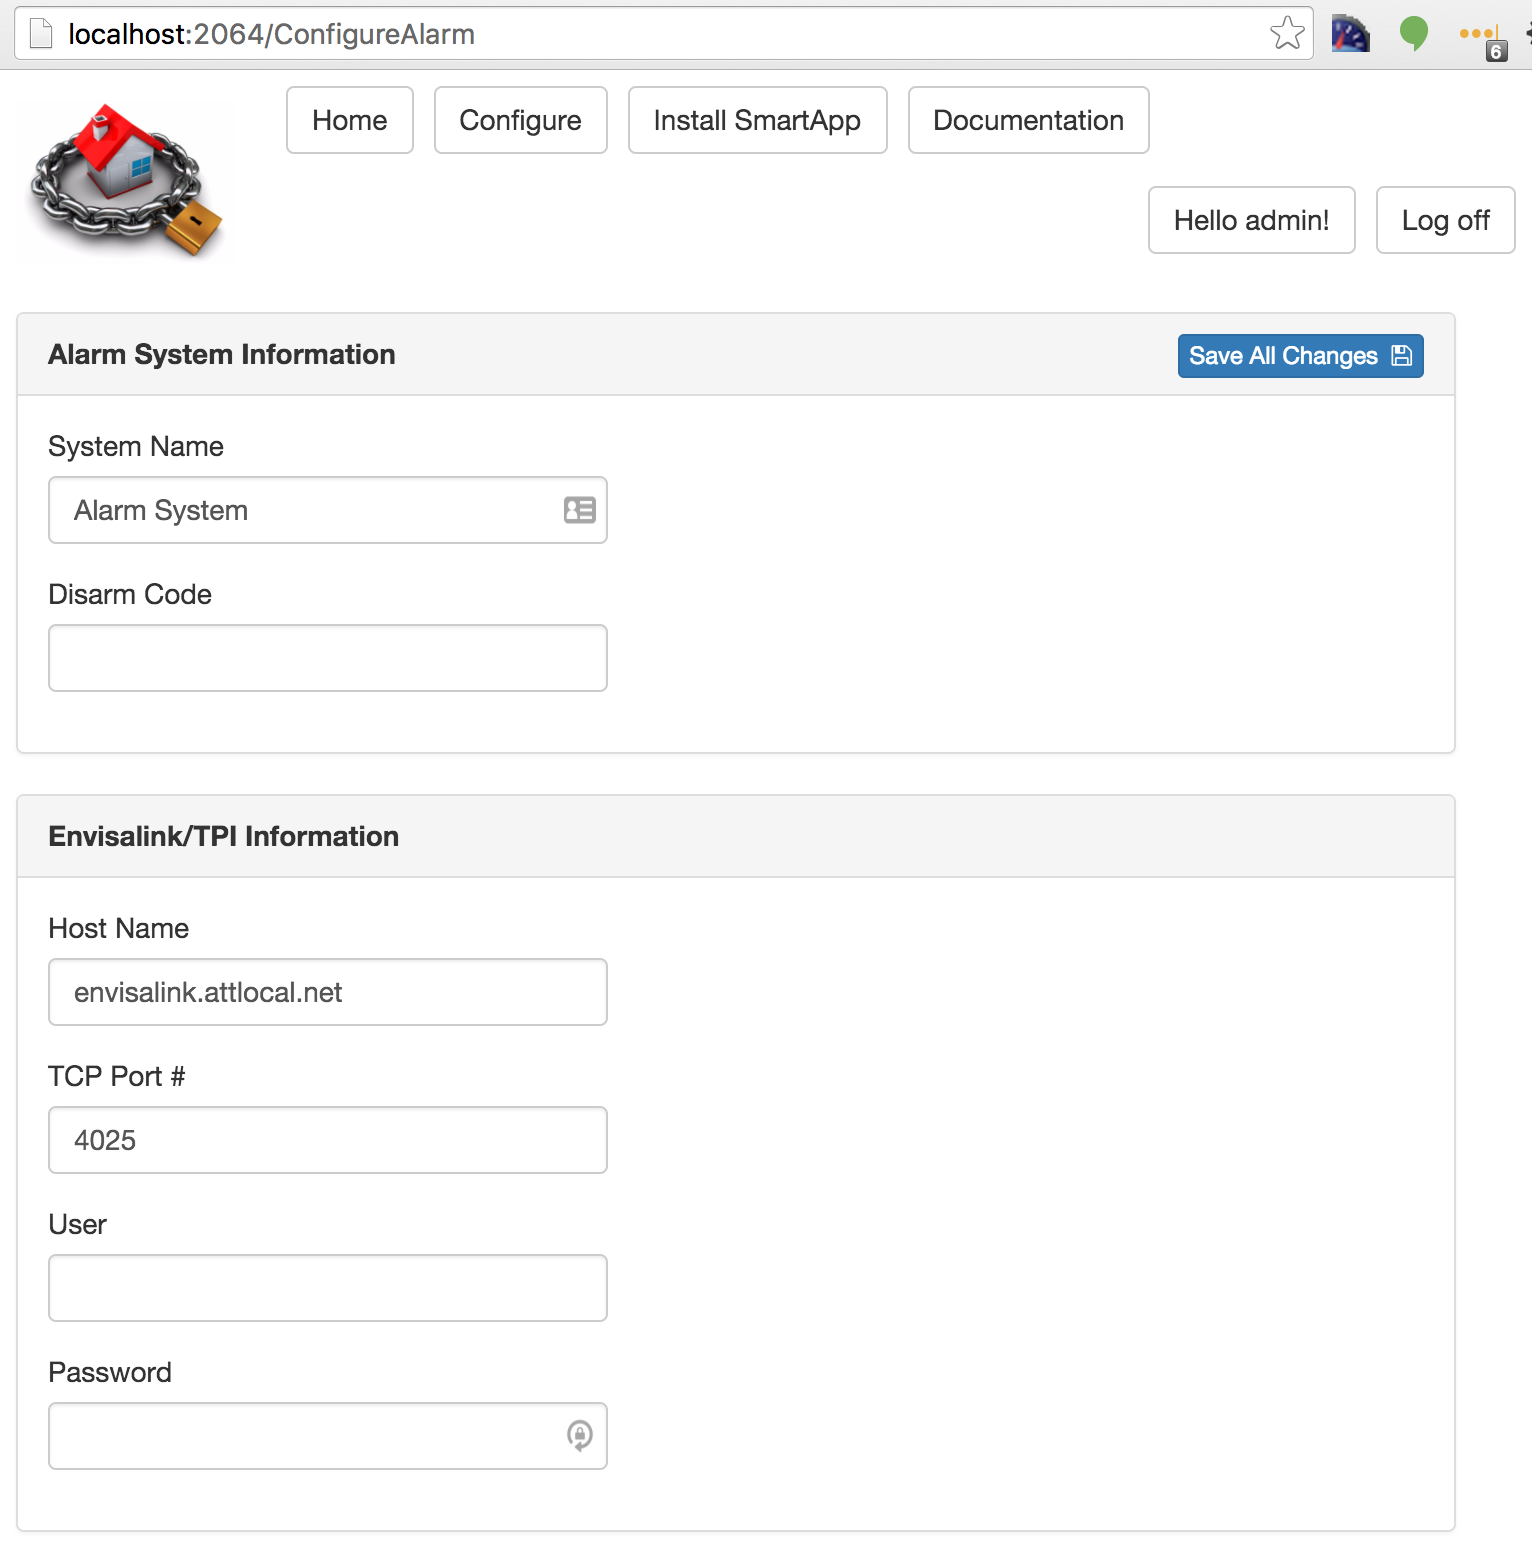 localhost:2064/ConfigureAlarm
6
Home Configure Install SmartApp Documentation
Hello admin! Log off
Alarm System Information Save All Changes
System Name
Alarm System
Disarm Code
Envisalink/TPI Information
Host Name
envisalink.attlocal.net
TCP Port #
4025
User
Password